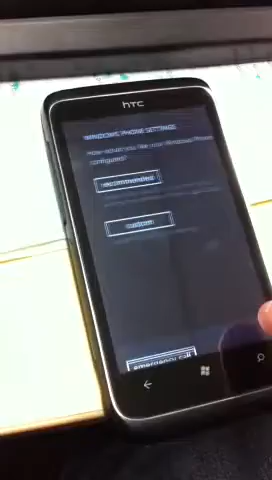 htc
WINDOWS PHONE SETTINGS
How would you like your Windows Phone
configured?
recommended
custom
emergency call